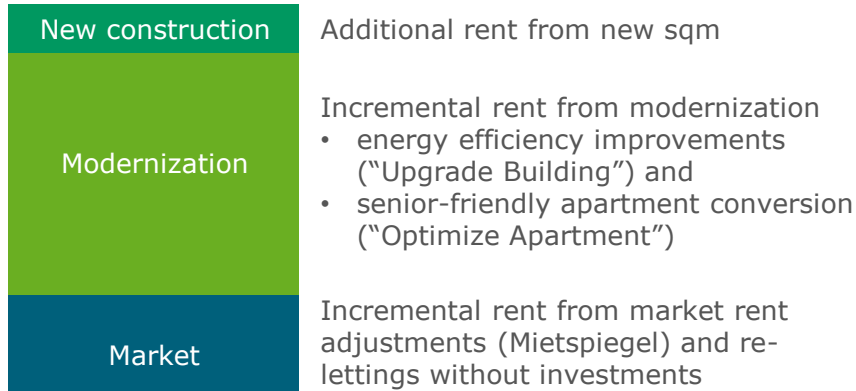 New construction
Additional rent from new sqm
Modernization
Incremental rent from modernization
• energy efficiency improvements
(“Upgrade Building”) and
• senior-friendly apartment conversion
(“Optimize Apartment”)
Market
Incremental rent from market rent
adjustments (Mietspiegel) and re-
lettings without investments